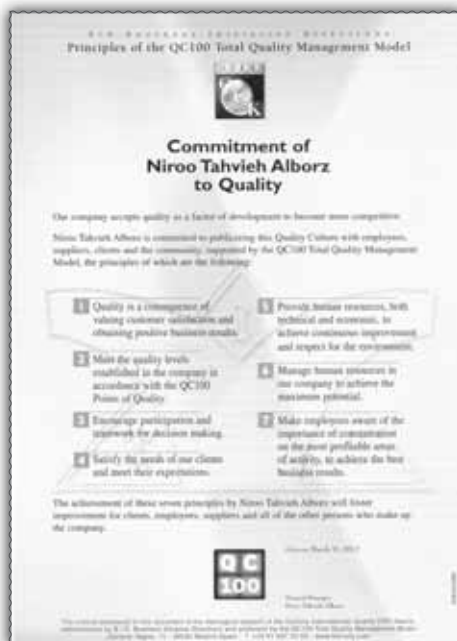 Principles of the QC100 Total Quality Management Model
Commitment of
Niroo Tahvieh Alborz
to Quality
Our company accepts quality as a factor of development to become more competitive.
Niroo Tahvieh Alborz is committed to publicizing this Quality Culture with employees,
suppliers, clients and the community, supported by the QC100 Total Quality Management
Model, the principles of which are the following:
1 Quality is a consequence of
valuing customer satisfaction and
obtaining positive business results.
2 Meet the quality levels
established in the company in
accordance with the QC100
Points of Quality
3 Encourage participation and
teamwork for decision making.
4 Satisfy the needs of our clients
and meet their expectations.
5 Provide human resources, both
technical and economic, to
achieve continuous improvement
and respect for the environment.
6 Manage human resources in
our company to achieve the
maximum potential.
7 Make employees aware of the
importance of concentration
on the most profitable areas
of activity, to achieve the best
business results.
The achievement of these seven principles by Niroo Tahvieh Alborz will foster
improvement for clients, employees, suppliers and all of the other persons who make up
the company.
QC
100